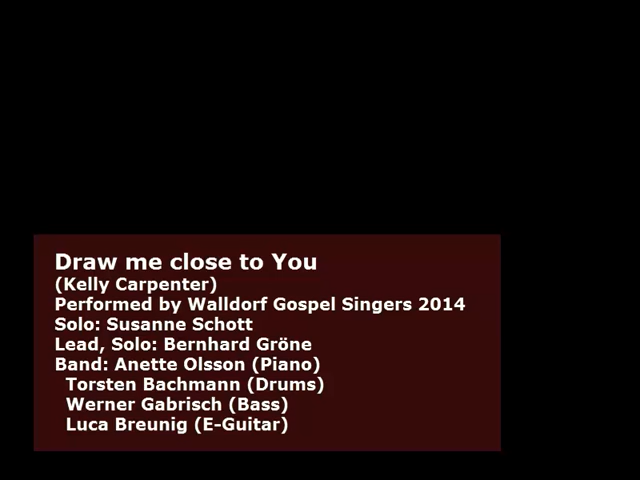 Draw me close to You
(Kelly Carpenter)
Performed by Walldorf Gospel Singers 2014
Solo: Susanne Schott
Lead, Solo: Bernhard Gröne
Band: Anette Olsson (Piano)
Torsten Bachmann (Drums)
Werner Gabrisch (Bass)
Luca Breunig (E-Guitar)